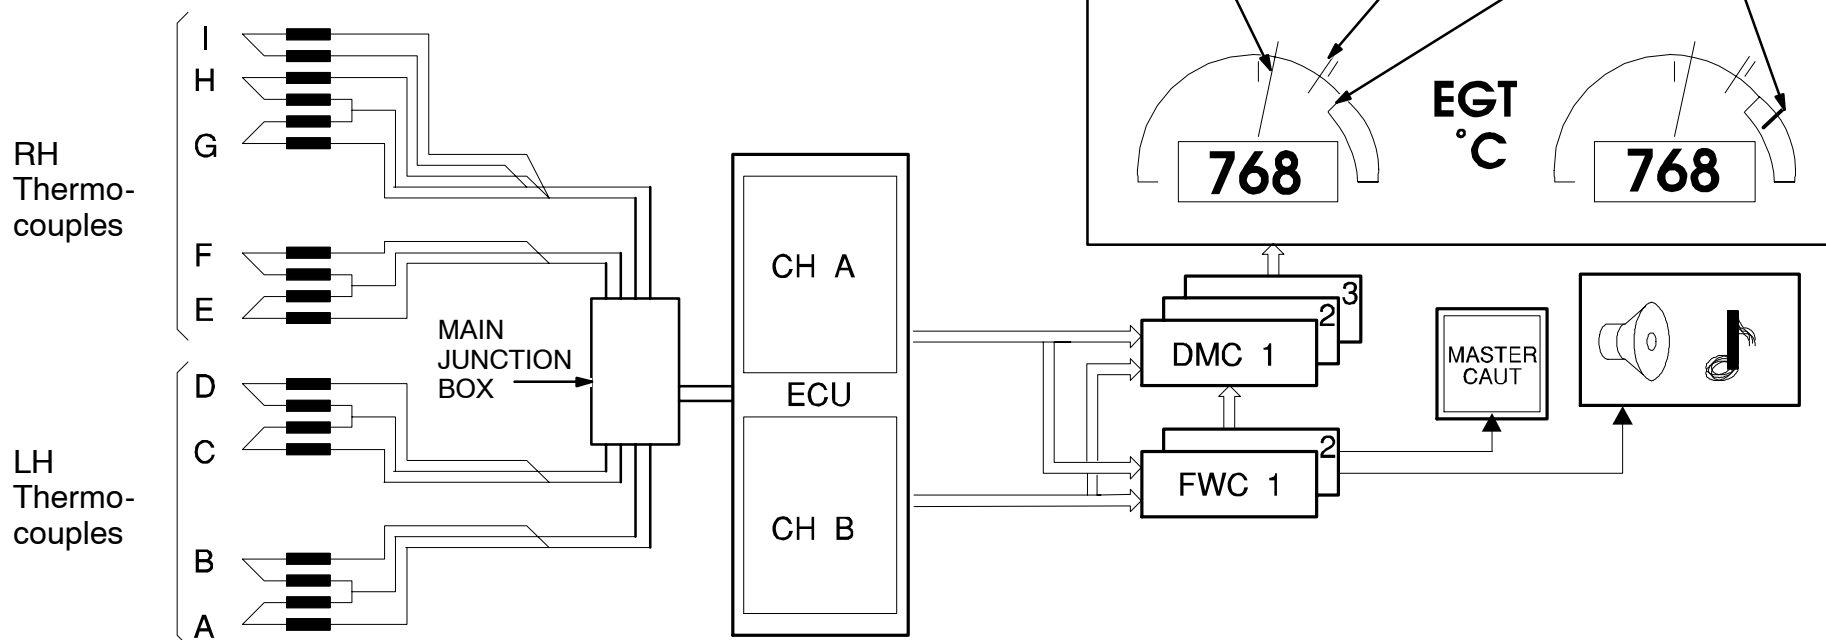 RH
Thermo-
couples
I
H
G
F
E
LH
Thermo-
couples
D
C
B
A
MAIN
JUNCTION
BOX
CH A
ECU
CH B
768
EGT
°C
768
3
2
DMC 1
2
FWC 1
MASTER
CAUT